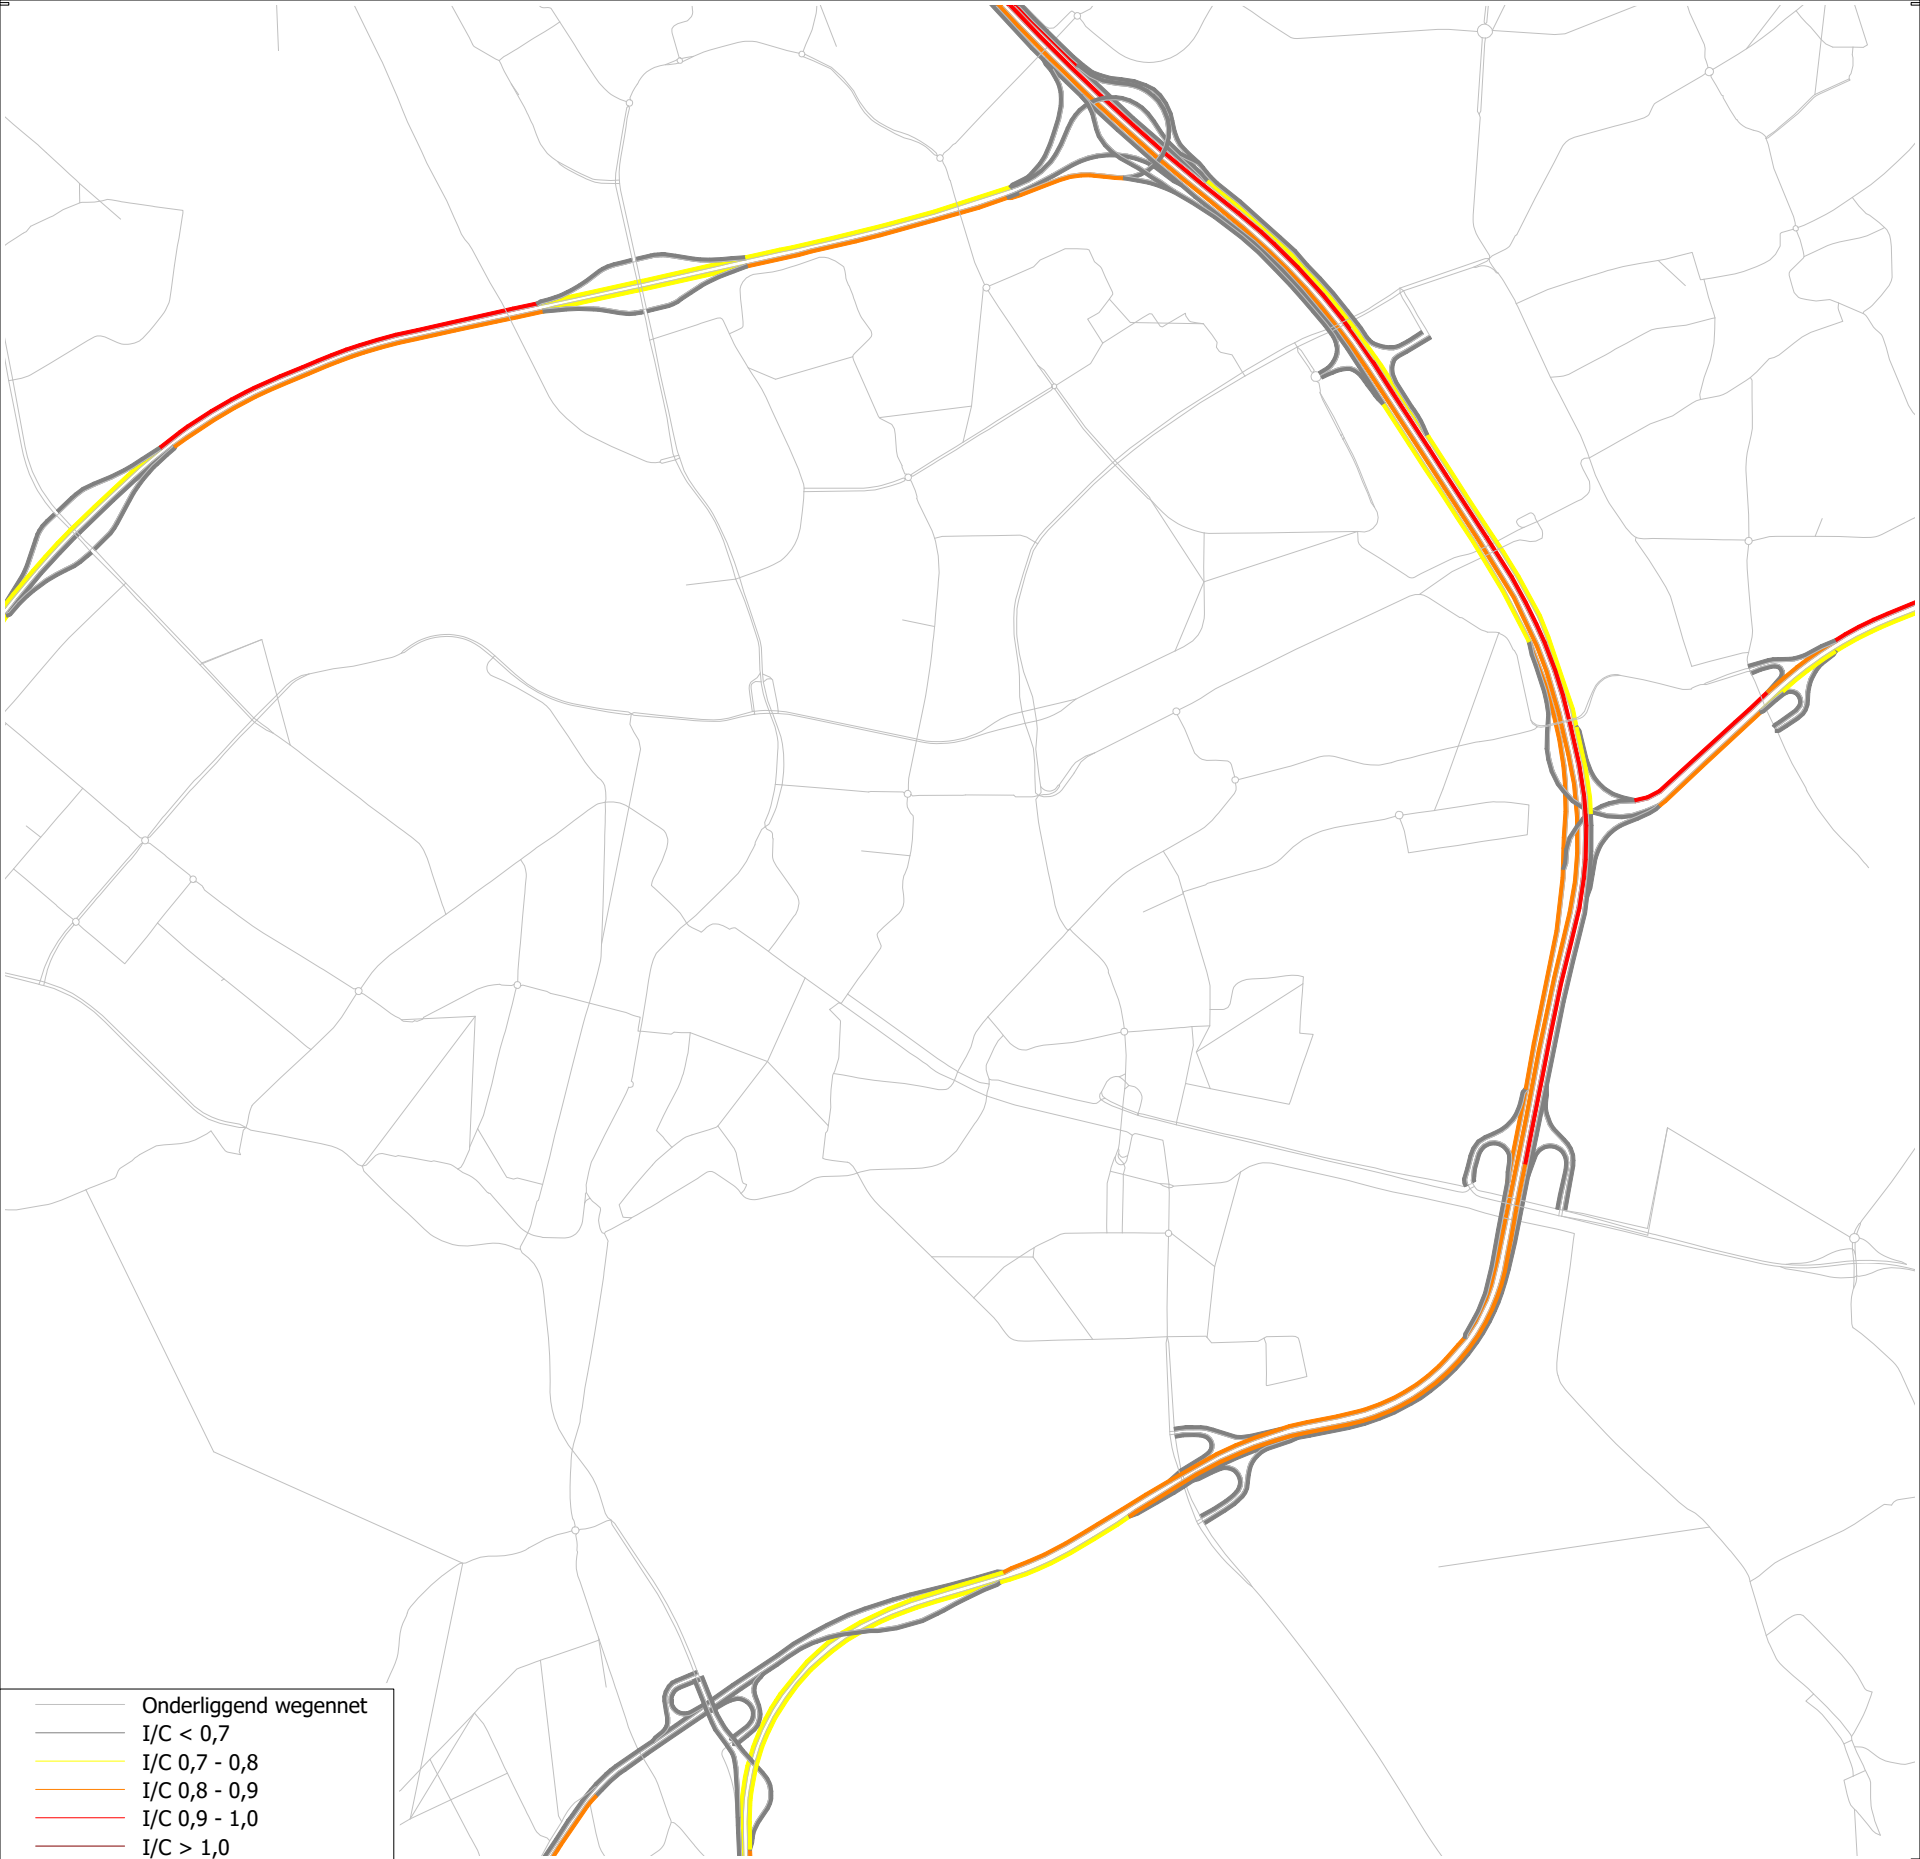 Onderliggend wegennet
I/C < 0,7
I/C 0,7 - 0,8
I/C 0,8 - 0,9
I/C 0,9 - 1,0
I/C > 1,0